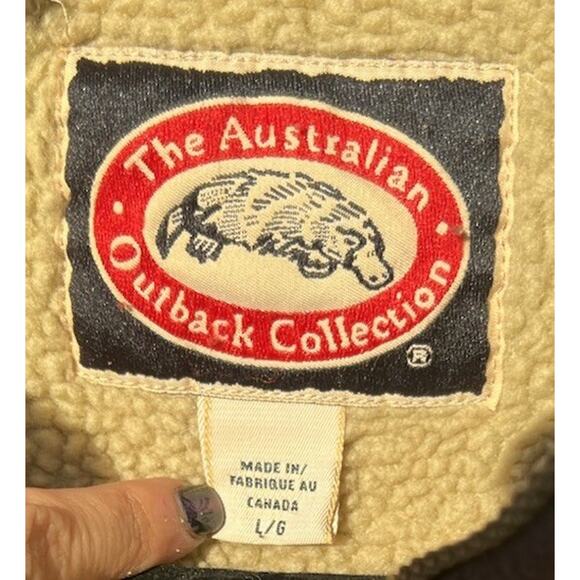 The Australian
Outback Collection
®
MADE IN/
FABRIQUE AU
CANADA
L/G